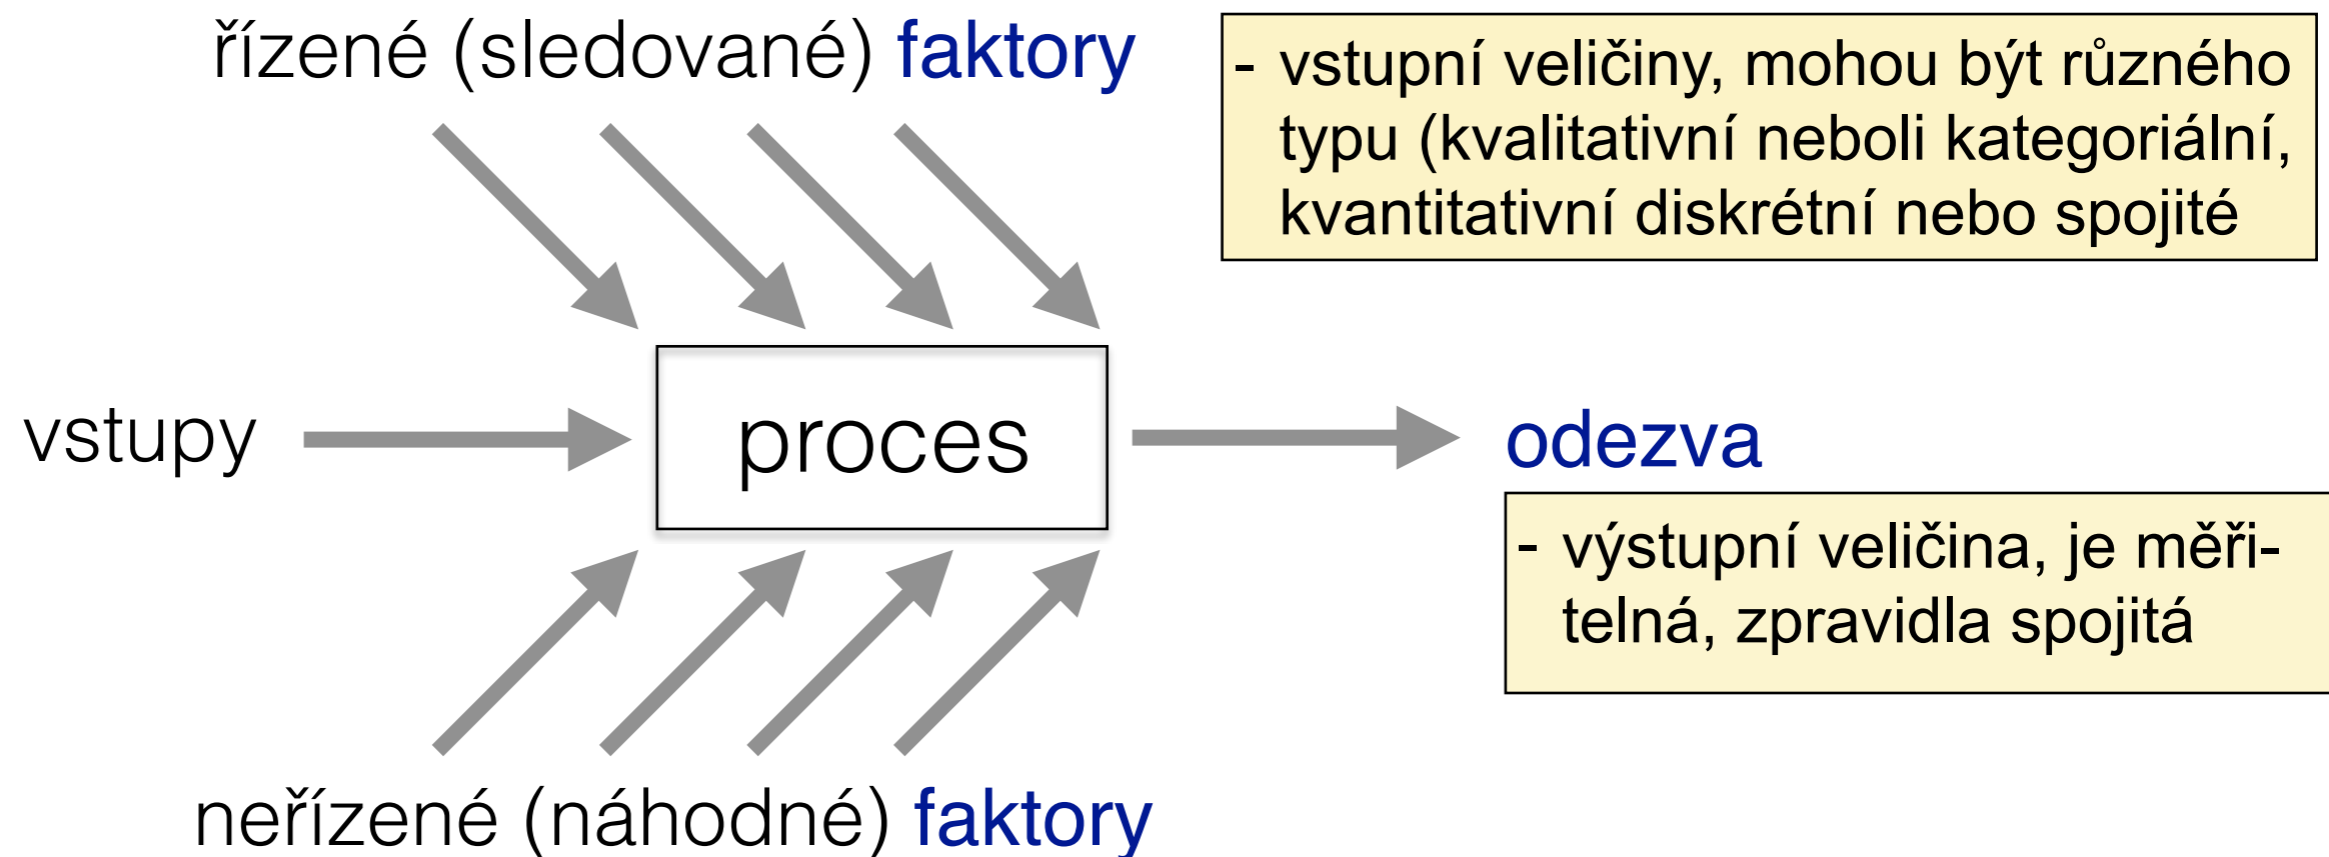 řízené (sledované) faktory
- vstupní veličiny, mohou být různého
typu (kvalitativní neboli kategoriální,
kvantitativní diskrétní nebo spojité
vstupy
proces
odezva
- výstupní veličina, je měři-
telná, zpravidla spojitá
neřízené (náhodné) faktory